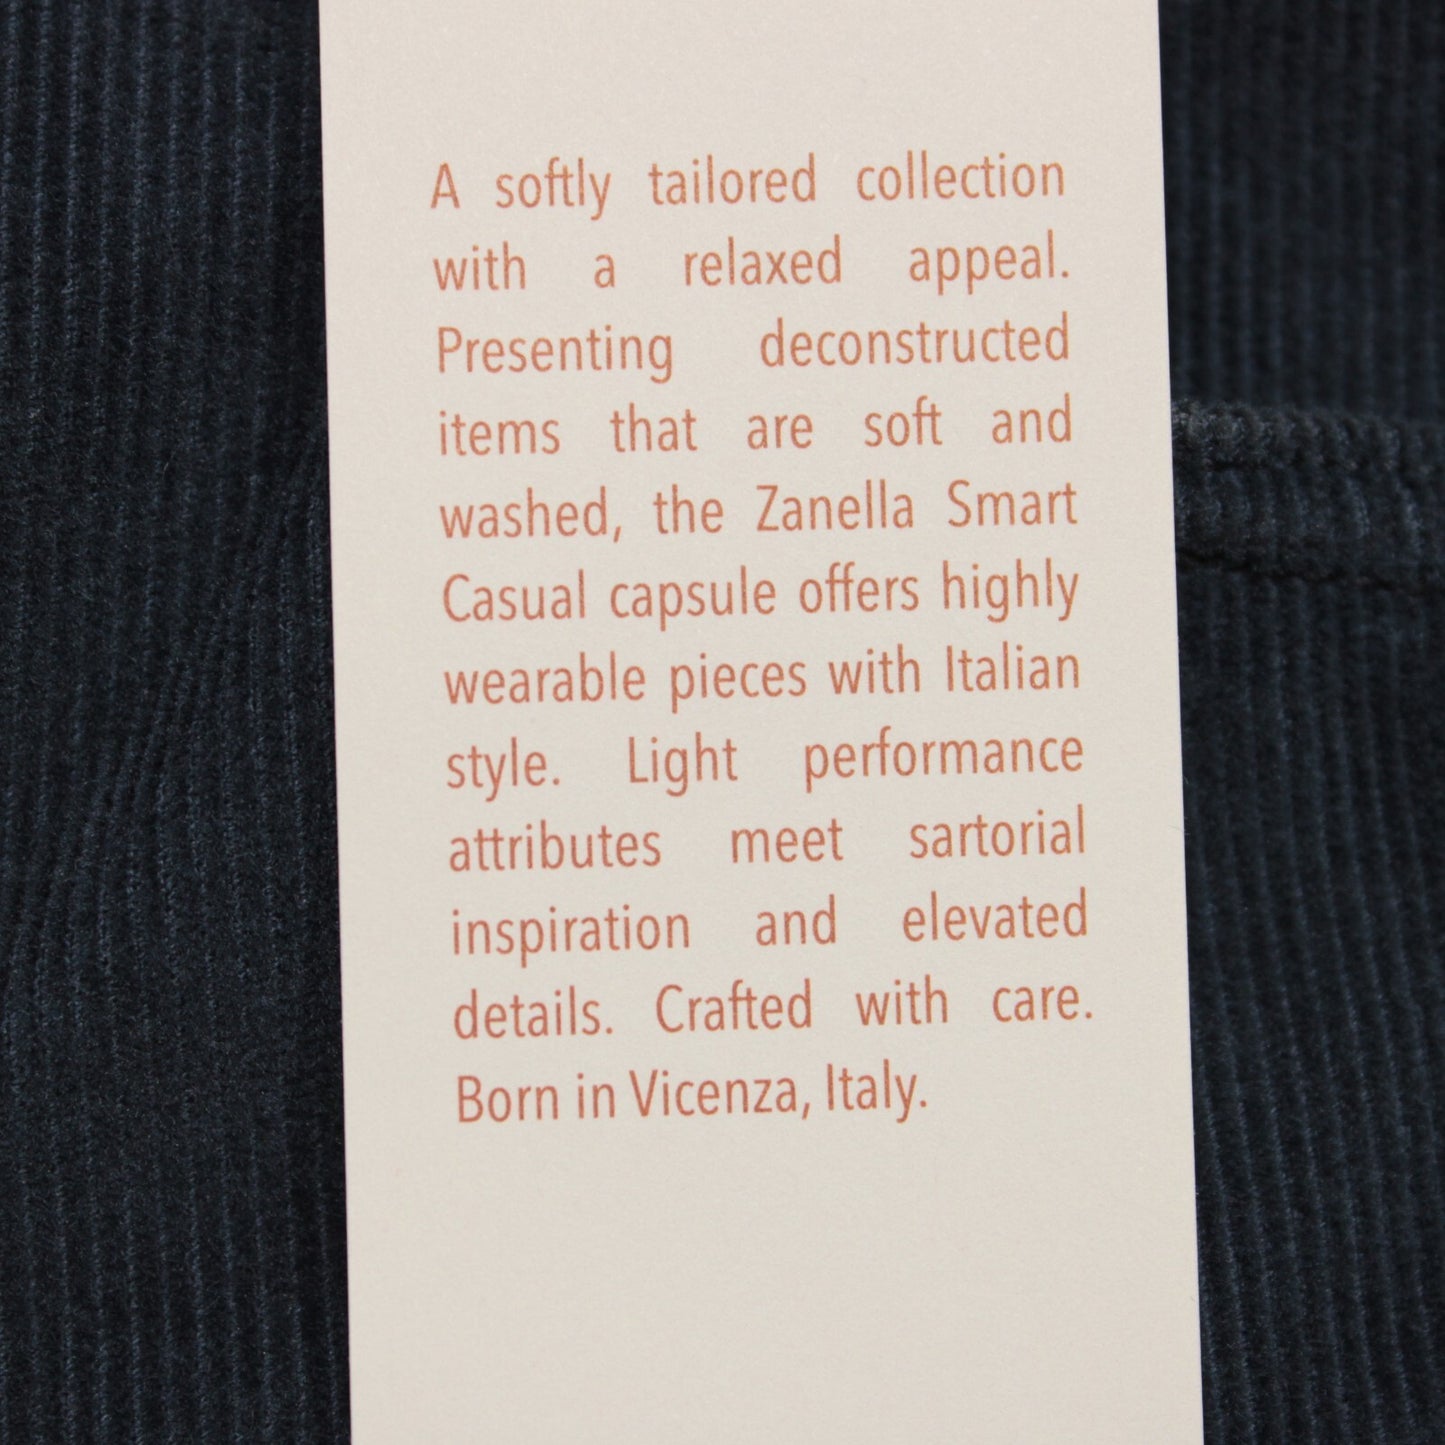 A softly tailored collection
with a relaxed appeal.
Presenting deconstructed
items that are soft and
washed, the Zanella Smart
Casual capsule offers highly
wearable pieces with Italian
style. Light performance
attributes meet sartorial
inspiration and elevated
details. Crafted with care.
Born in Vicenza, Italy.